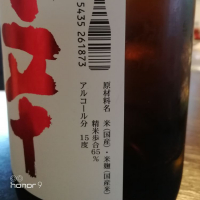 5435 261873
原材料名　米(国産)・米麹(国産米)
精米歩合65%
アルコール分　15度
honor 9